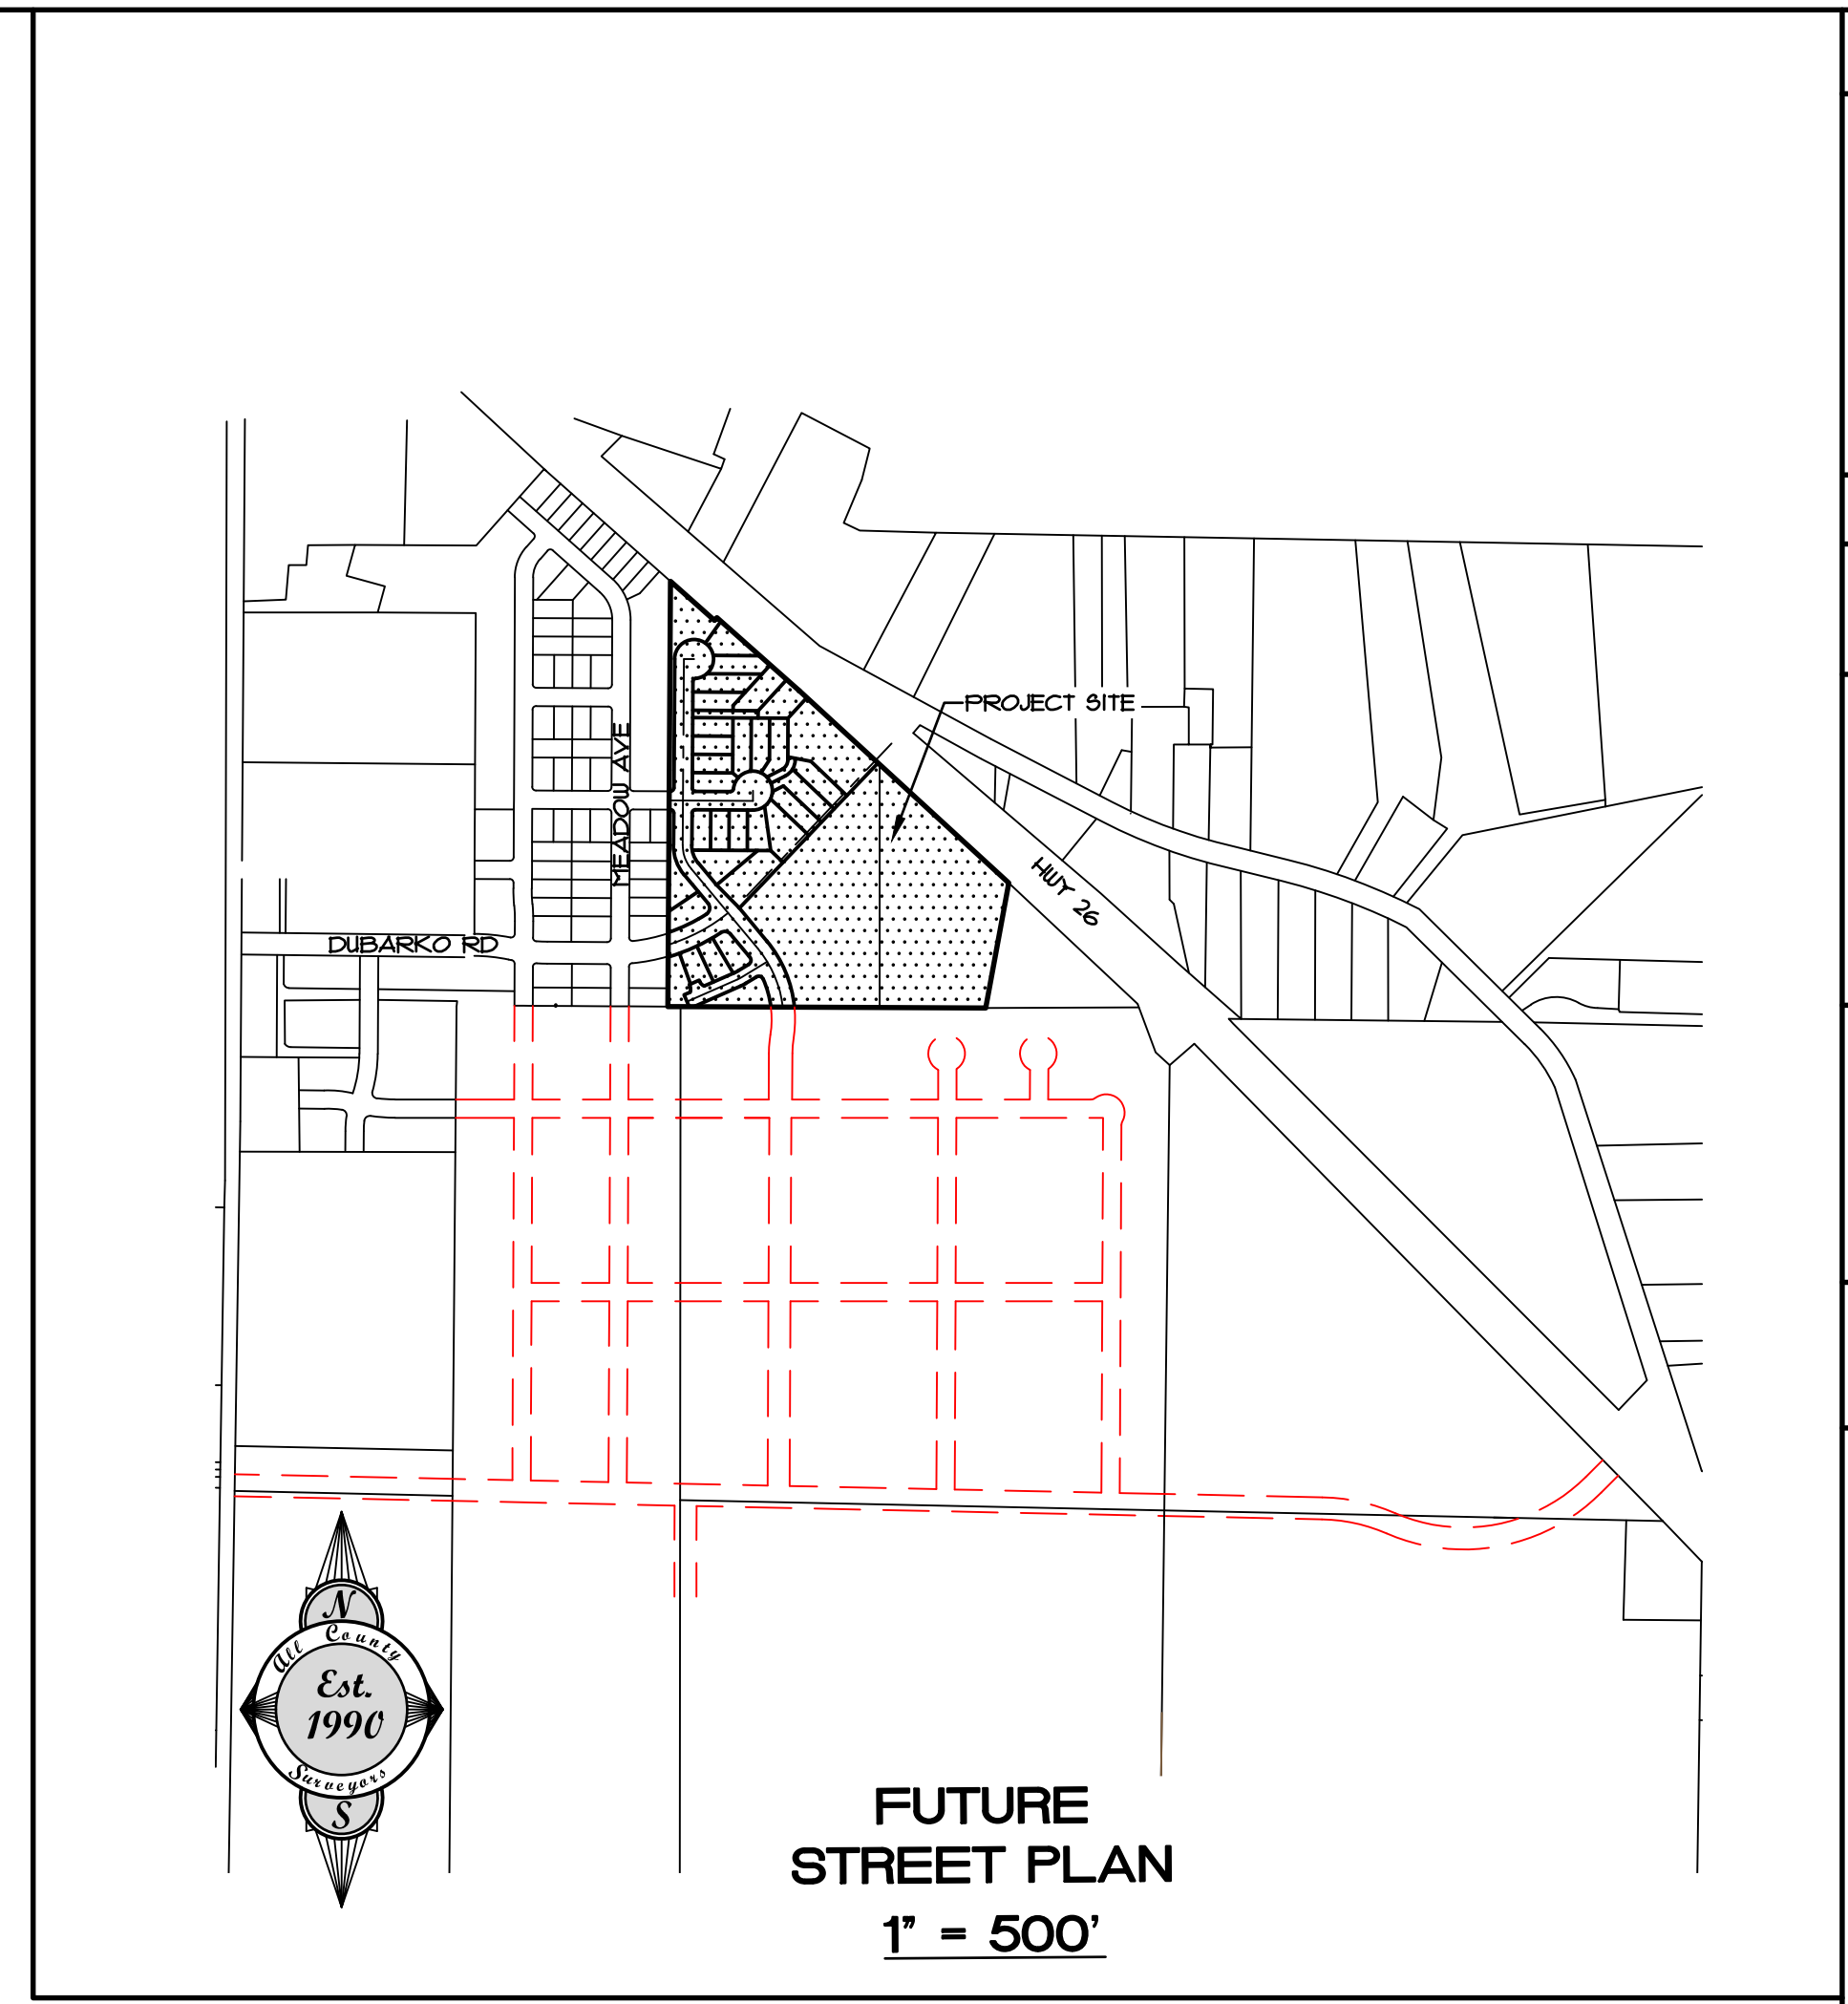 PROJECT SITE
MEADOW AVE
HWY 26
DUBARKO RD
N
All County
Est.
1990
Surveyors
S
FUTURE
STREET PLAN
1" = 500'